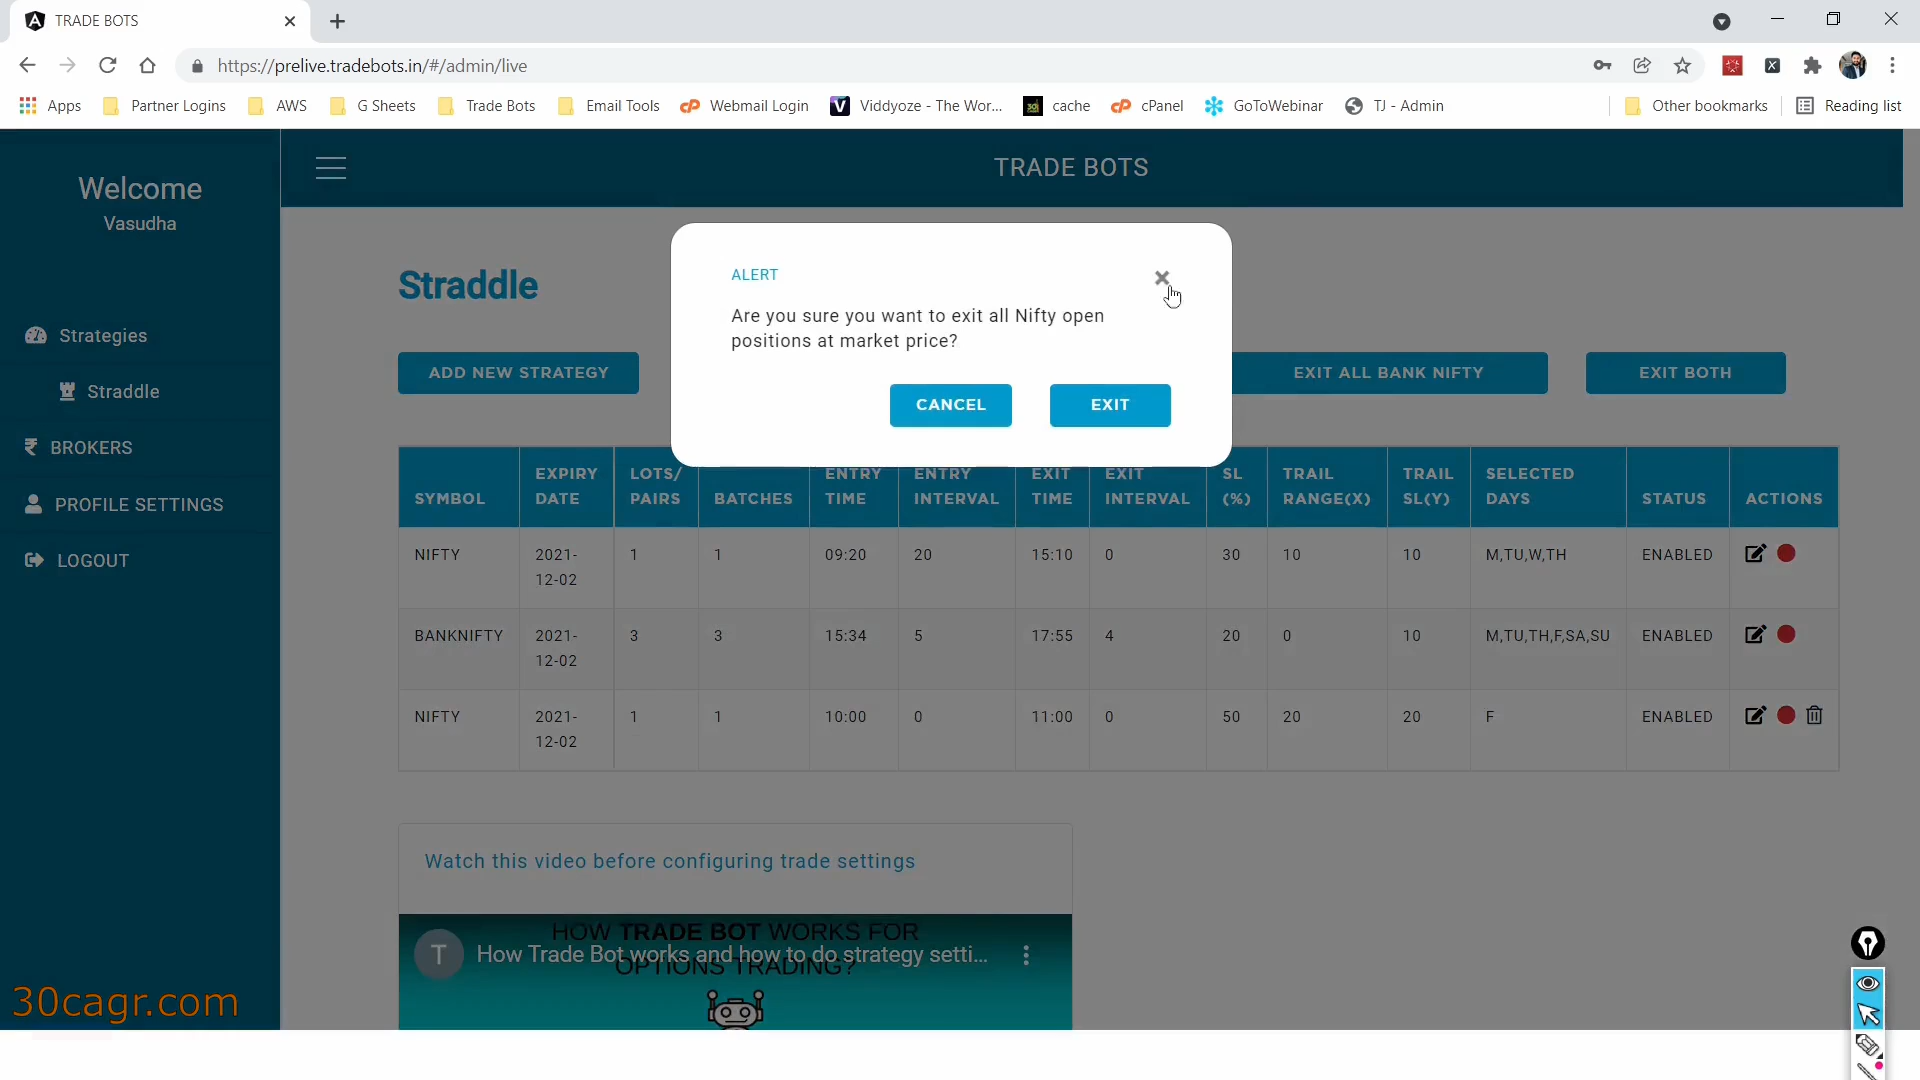 TRADE BOTS
https://prelive.tradebots.in/#/admin/live
Apps Partner Logins AWS G Sheets Trade Bots Email Tools Webmail Login Viddyoze - The Wor... cache cPanel GoToWebinar TJ - Admin Other bookmarks Reading list
Welcome
Vasudha
Strategies
Straddle
BROKERS
PROFILE SETTINGS
LOGOUT
TRADE BOTS
Straddle
ALERT
Are you sure you want to exit all Nifty open
positions at market price?
CANCEL EXIT
ADD NEW STRATEGY EXIT ALL BANK NIFTY EXIT BOTH
SYMBOL EXPIRY DATE LOTS/ PAIRS BATCHES ENTRY TIME ENTRY INTERVAL EXIT TIME EXIT INTERVAL SL (%) TRAIL RANGE(X) TRAIL SL(Y) SELECTED DAYS STATUS ACTIONS
NIFTY 2021-12-02 1 1 09:20 20 15:10 0 30 10 10 M,TU,W,TH ENABLED
BANKNIFTY 2021-12-02 3 3 15:34 5 17:55 4 20 0 10 M,TU,TH,F,SA,SU ENABLED
NIFTY 2021-12-02 1 1 10:00 0 11:00 0 50 20 20 F ENABLED
Watch this video before configuring trade settings
HOW TRADE BOT WORKS FOR
T How Trade Bot works and how to do strategy setti...
OPTIONS TRADING?
30cagr.com